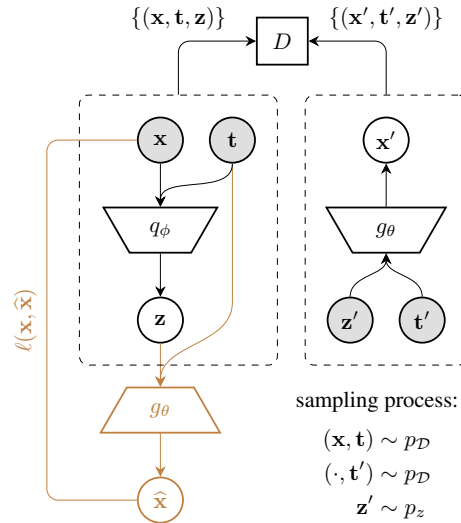 {(x, t, z)} D {(x′, t′, z′)}
x t x′
q_ϕ g_θ
z z′ t′
ℓ(x, x̂)
g_θ
x̂
sampling process:
(x, t) ∼ p_𝒟
(·, t′) ∼ p_𝒟
z′ ∼ p_z